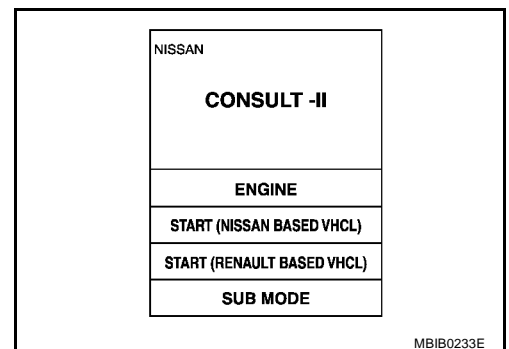 NISSAN
CONSULT -II
ENGINE
START (NISSAN BASED VHCL)
START (RENAULT BASED VHCL)
SUB MODE
MBIB0233E